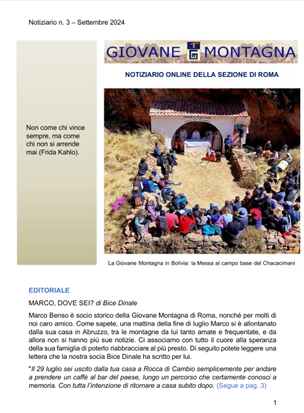 Notiziario n. 3 – Settembre 2024
GIOVANE MONTAGNA
NOTIZIARIO ONLINE DELLA SEZIONE DI ROMA
Non come chi vince
sempre, ma come
chi non si arrende
mai (Frida Kahlo).
La Giovane Montagna in Bolivia: la Messa al campo base del Chacacimani
EDITORIALE
MARCO, DOVE SEI? di Bice Dinale
Marco Benso è socio storico della Giovane Montagna di Roma, nonché per molti di
noi caro amico. Come sapete, una mattina della fine di luglio Marco si è allontanato
dalla sua casa in Abruzzo, tra le montagne da lui tanto amate e frequentate, e da
allora non si hanno più sue notizie. Ci associamo con tutto il cuore alla speranza
della sua famiglia di poterlo riabbracciare al più presto. Di seguito potete leggere una
lettera che la nostra socia Bice Dinale ha scritto per lui.
"Il 29 luglio sei uscito dalla tua casa a Rocca di Cambio semplicemente per andare
a prendere un caffè al bar del paese, lungo un percorso che certamente conosci a
memoria. Con tutta l'intenzione di ritornare a casa subito dopo. (Segue a pag. 3)
1